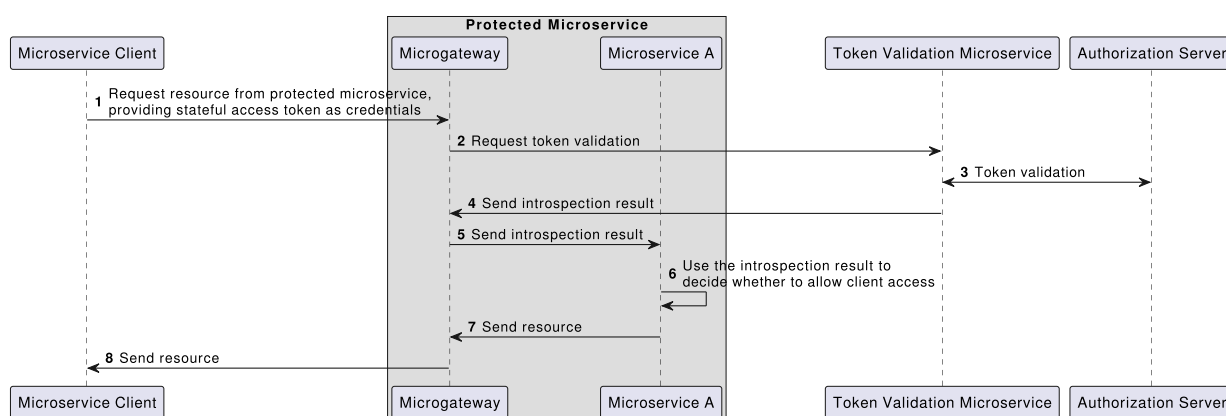 Protected Microservice
Microservice Client
Microgateway
Microservice A
Token Validation Microservice
Authorization Server
1 Request resource from protected microservice,
providing stateful access token as credentials
2 Request token validation
3 Token validation
4 Send introspection result
5 Send introspection result
6 Use the introspection result to
decide whether to allow client access
7 Send resource
8 Send resource
Microservice Client
Microgateway
Microservice A
Token Validation Microservice
Authorization Server